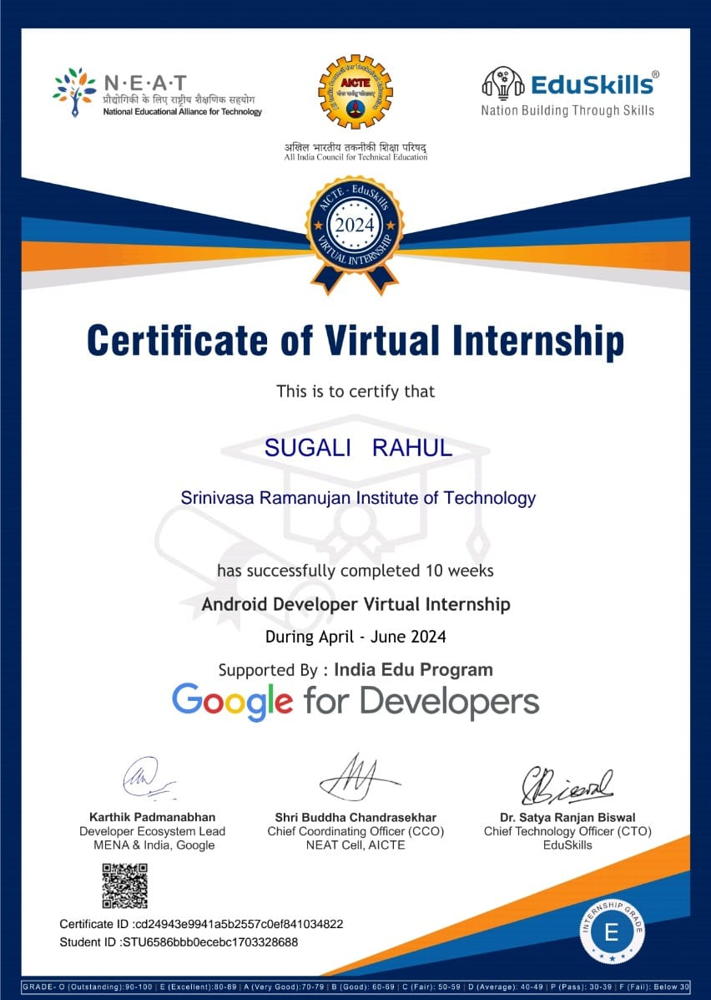 N·E·A·T
प्रौद्योगिकी के लिए राष्ट्रीय शैक्षणिक सहयोग
National Educational Alliance for Technology
All India Council for Technical Education
AICTE
अखिल भारतीय तकनीकी शिक्षा परिषद्
All India Council for Technical Education
EduSkills®
Nation Building Through Skills
AICTE - EduSkills
2024
VIRTUAL INTERNSHIP
Certificate of Virtual Internship
This is to certify that
SUGALI RAHUL
Srinivasa Ramanujan Institute of Technology
has successfully completed 10 weeks
Android Developer Virtual Internship
During April - June 2024
Supported By : India Edu Program
Google for Developers
Karthik Padmanabhan
Developer Ecosystem Lead
MENA & India, Google
Shri Buddha Chandrasekhar
Chief Coordinating Officer (CCO)
NEAT Cell, AICTE
Dr. Satya Ranjan Biswal
Chief Technology Officer (CTO)
EduSkills
Certificate ID :cd24943e9941a5b2557c0ef841034822
Student ID :STU6586bbb0ecebc1703328688
INTERNSHIP GRADE
E
GRADE- O (Outstanding):90-100 | E (Excellent):80-89 | A (Very Good):70-79 | B (Good): 60-69 | C (Fair): 50-59 | D (Average): 40-49 | P (Pass): 30-39 | F (Fail): Below 30